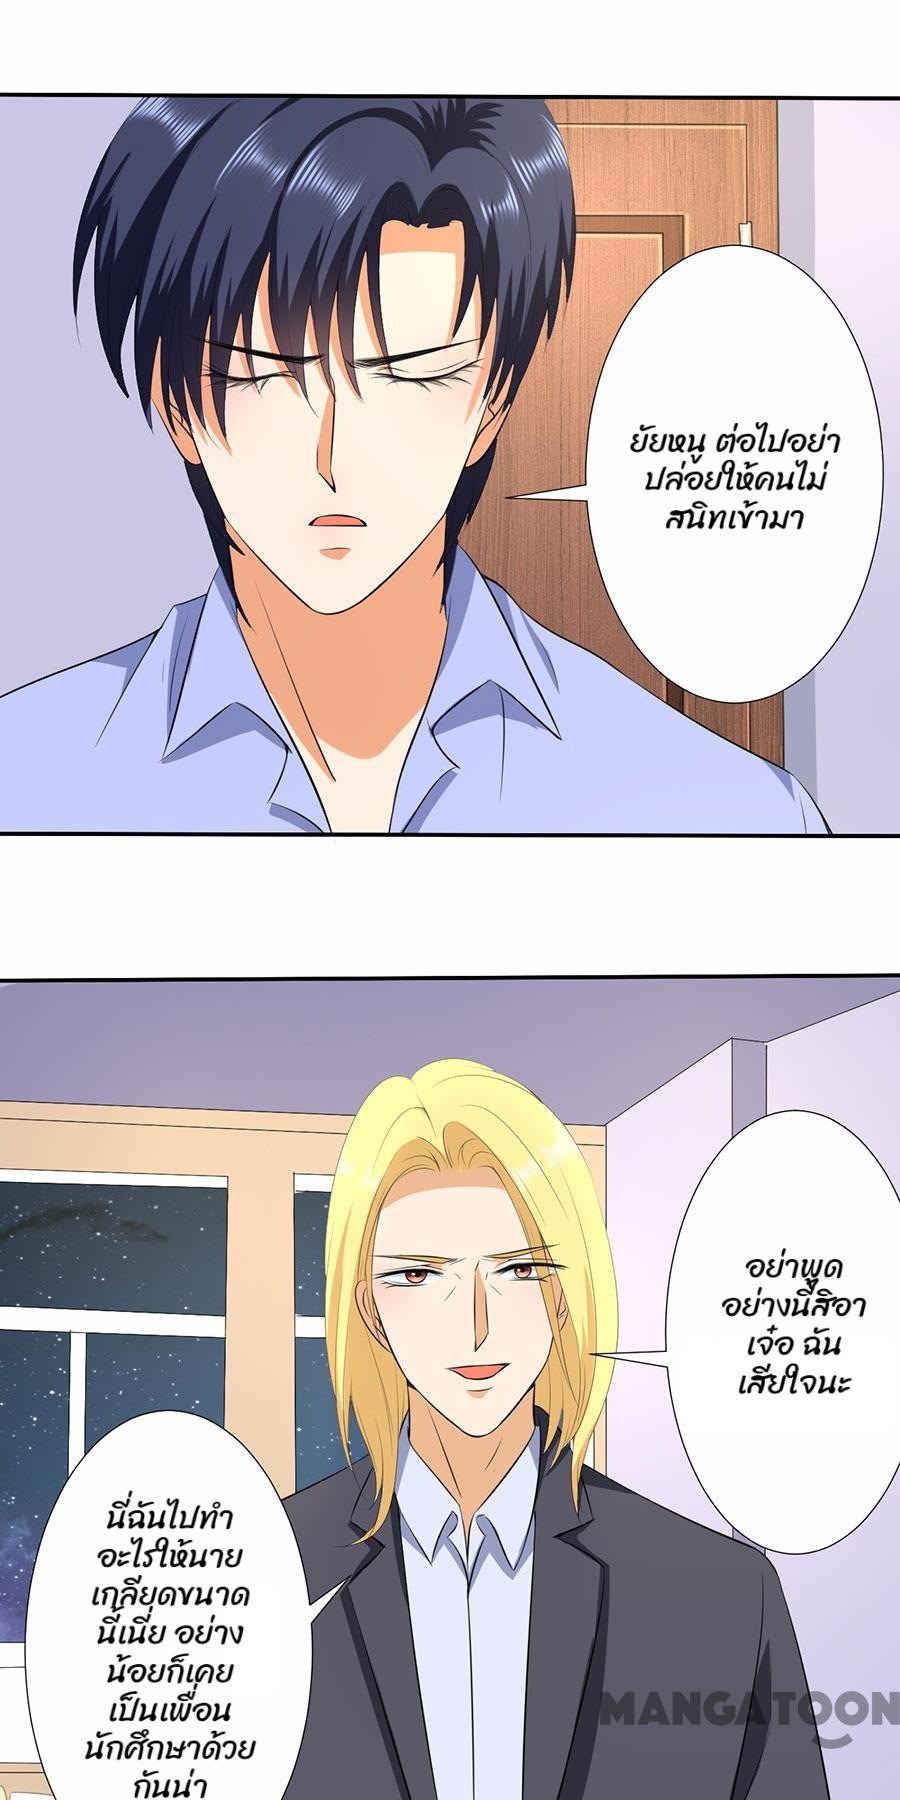 ยัยหนู ต่อไปอย่า
ปล่อยให้คนไม่
สนิทเข้ามา
อย่าพูด
อย่างนี้สิอา
เจ๋อ ฉัน
เสียใจนะ
นี่ฉันไปทำ
อะไรให้นาย
เกลียดขนาด
นี้เนี่ย อย่าง
น้อยก็เคย
เป็นเพื่อน
นักศึกษาด้วย
กันน่า
MANGATOON